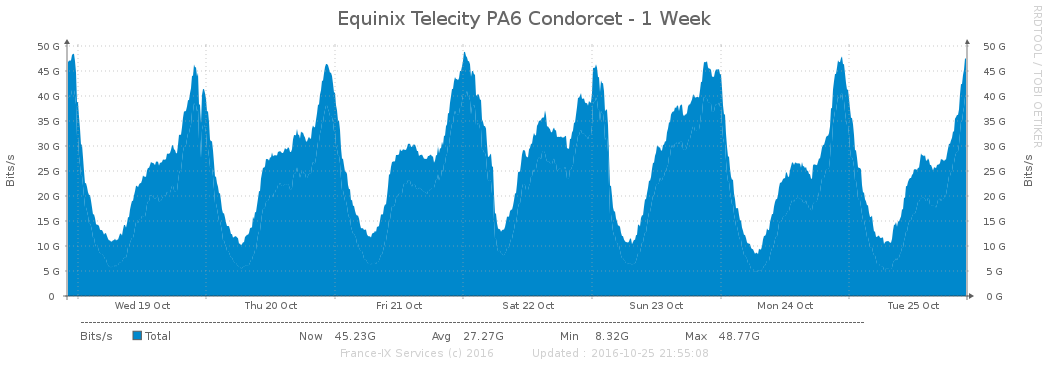 Equinix Telecity PA6 Condorcet - 1 Week
RRDTOOL / TOBI OETIKER
Bits/s
50 G
45 G
40 G
35 G
30 G
25 G
20 G
15 G
10 G
5 G
0
50 G
45 G
40 G
35 G
30 G
25 G
20 G
15 G
10 G
5 G
0 G
Bits/s
Wed 19 Oct Thu 20 Oct Fri 21 Oct Sat 22 Oct Sun 23 Oct Mon 24 Oct Tue 25 Oct
Bits/s Total Now 45.23G Avg 27.27G Min 8.32G Max 48.77G
France-IX Services (c) 2016 Updated : 2016-10-25 21:55:08